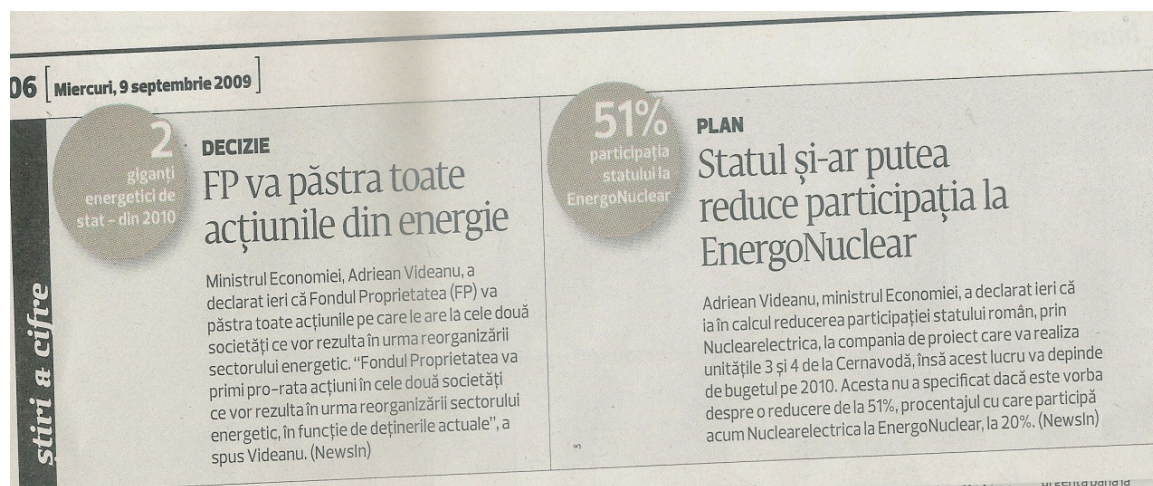 06 [Miercuri, 9 septembrie 2009]
știri a cifre
2
giganți
energetici de
stat – din 2010
DECIZIE
FP va păstra toate
acțiunile din energie
Ministrul Economiei, Adriean Videanu, a
declarat ieri că Fondul Proprietatea (FP) va
păstra toate acțiunile pe care le are la cele două
societăți ce vor rezulta în urma reorganizării
sectorului energetic. “Fondul Proprietatea va
primi pro-rata acțiuni în cele două societăți
ce vor rezulta în urma reorganizării sectorului
energetic, în funcție de deținerile actuale”, a
spus Videanu. (NewsIn)
51%
participația
statului la
EnergoNuclear
PLAN
Statul și-ar putea
reduce participația la
EnergoNuclear
Adriean Videanu, ministrul Economiei, a declarat ieri că
ia în calcul reducerea participației statului român, prin
Nuclearelectrica, la compania de proiect care va realiza
unitățile 3 și 4 de la Cernavodă, însă acest lucru va depinde
de bugetul pe 2010. Acesta nu a specificat dacă este vorba
despre o reducere de la 51%, procentajul cu care participă
acum Nuclearelectrica la EnergoNuclear, la 20%. (NewsIn)